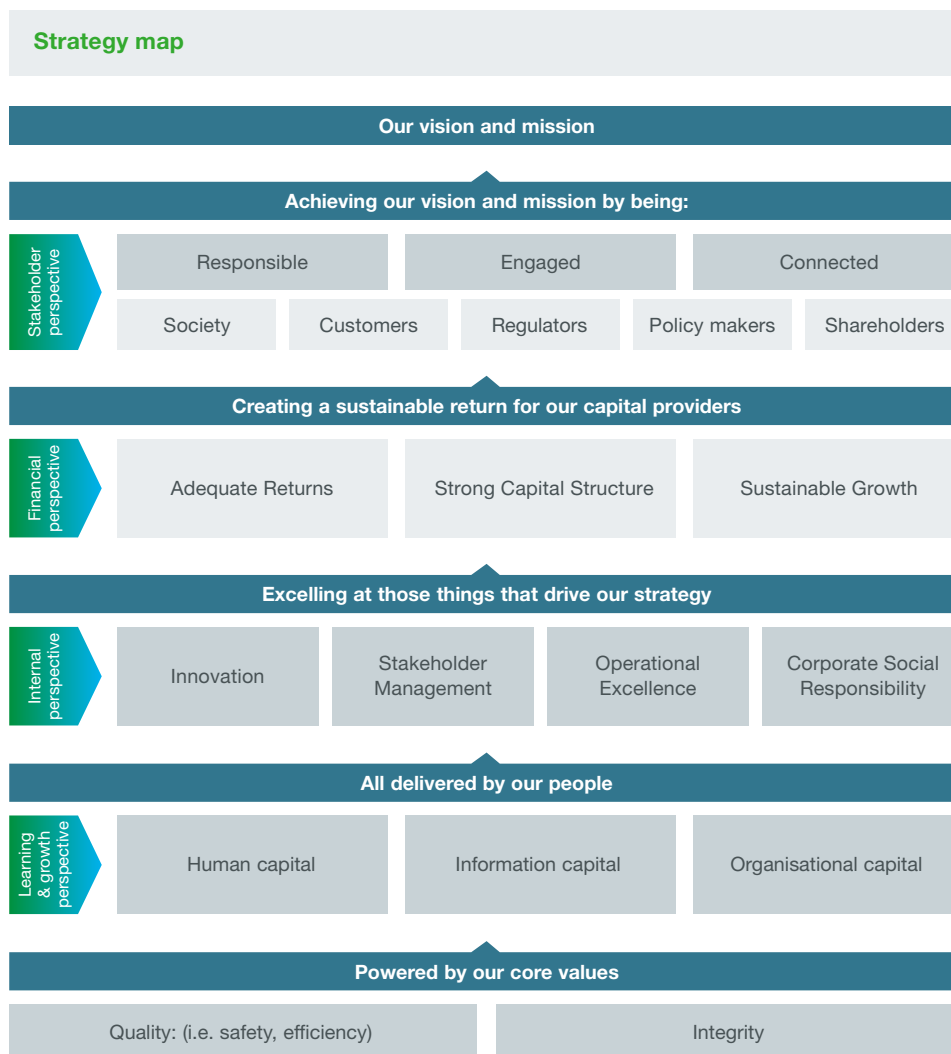 Strategy map
Our vision and mission
Achieving our vision and mission by being:
Stakeholder
perspective
Responsible
Engaged
Connected
Society
Customers
Regulators
Policy makers
Shareholders
Creating a sustainable return for our capital providers
Financial
perspective
Adequate Returns
Strong Capital Structure
Sustainable Growth
Excelling at those things that drive our strategy
Internal
perspective
Innovation
Stakeholder
Management
Operational
Excellence
Corporate Social
Responsibility
All delivered by our people
Learning
& growth
perspective
Human capital
Information capital
Organisational capital
Powered by our core values
Quality: (i.e. safety, efficiency)
Integrity